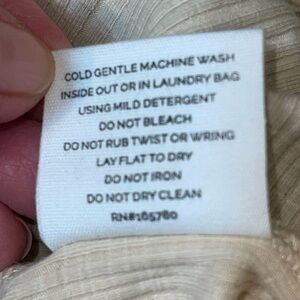 COLD GENTLE MACHINE WASH
INSIDE OUT OR IN LAUNDRY BAG
USING MILD DETERGENT
DO NOT BLEACH
DO NOT RUB TWIST OR WRING
LAY FLAT TO DRY
DO NOT IRON
DO NOT DRY CLEAN
RN#165780